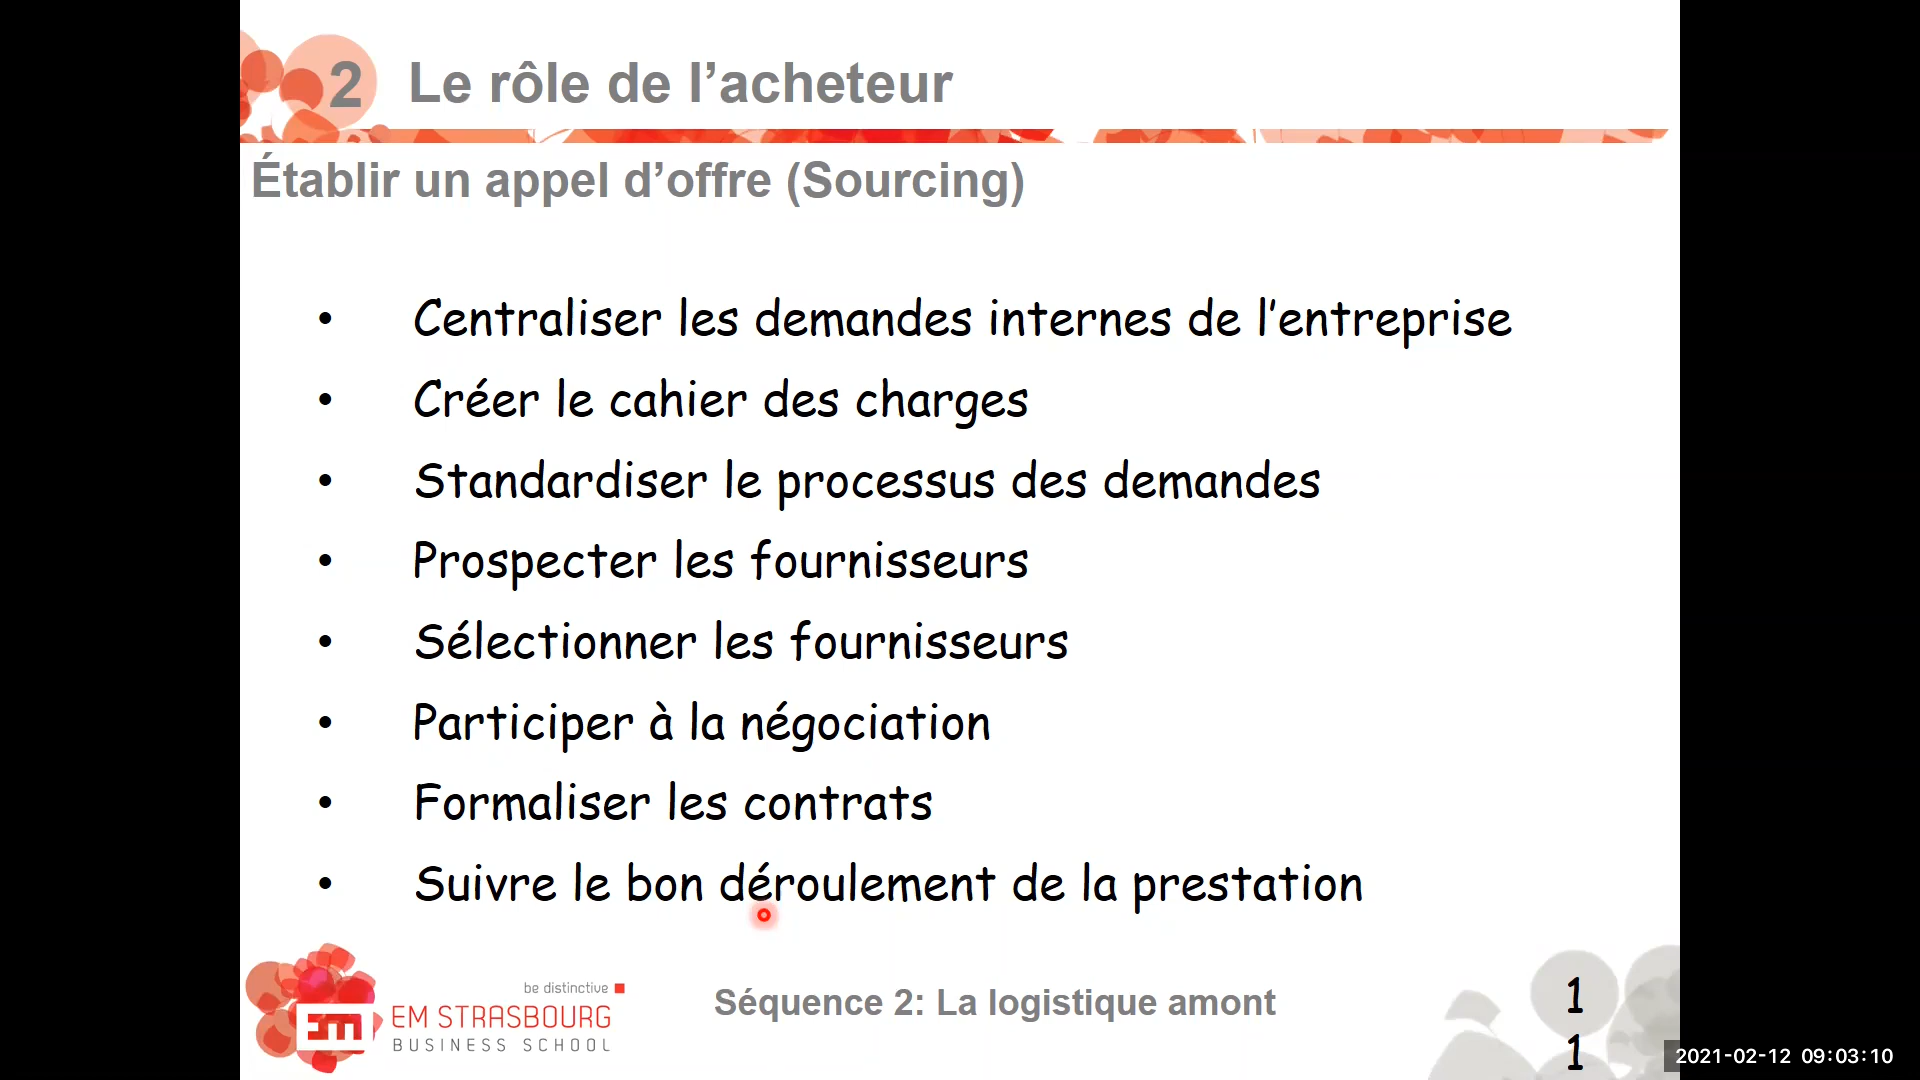 2 Le rôle de l’acheteur
Établir un appel d’offre (Sourcing)
• Centraliser les demandes internes de l’entreprise
• Créer le cahier des charges
• Standardiser le processus des demandes
• Prospecter les fournisseurs
• Sélectionner les fournisseurs
• Participer à la négociation
• Formaliser les contrats
• Suivre le bon déroulement de la prestation
be distinctive
em
EM STRASBOURG
BUSINESS SCHOOL
Séquence 2: La logistique amont
1
1
2021-02-12 09:03:10